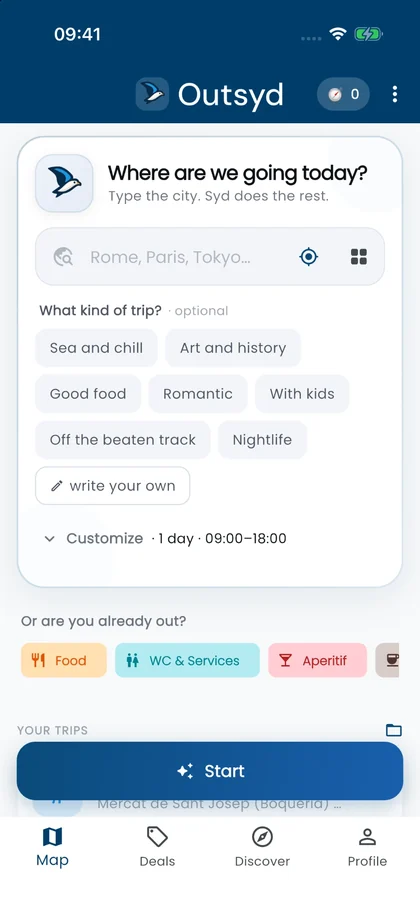 09:41
Outsyd
0
Where are we going today?
Type the city. Syd does the rest.
Rome, Paris, Tokyo...
What kind of trip? · optional
Sea and chill
Art and history
Good food
Romantic
With kids
Off the beaten track
Nightlife
write your own
Customize · 1 day · 09:00–18:00
Or are you already out?
Food
WC & Services
Aperitif
YOUR TRIPS
Start
Mercat de Sant Josep (Boqueria) ...
Map
Deals
Discover
Profile